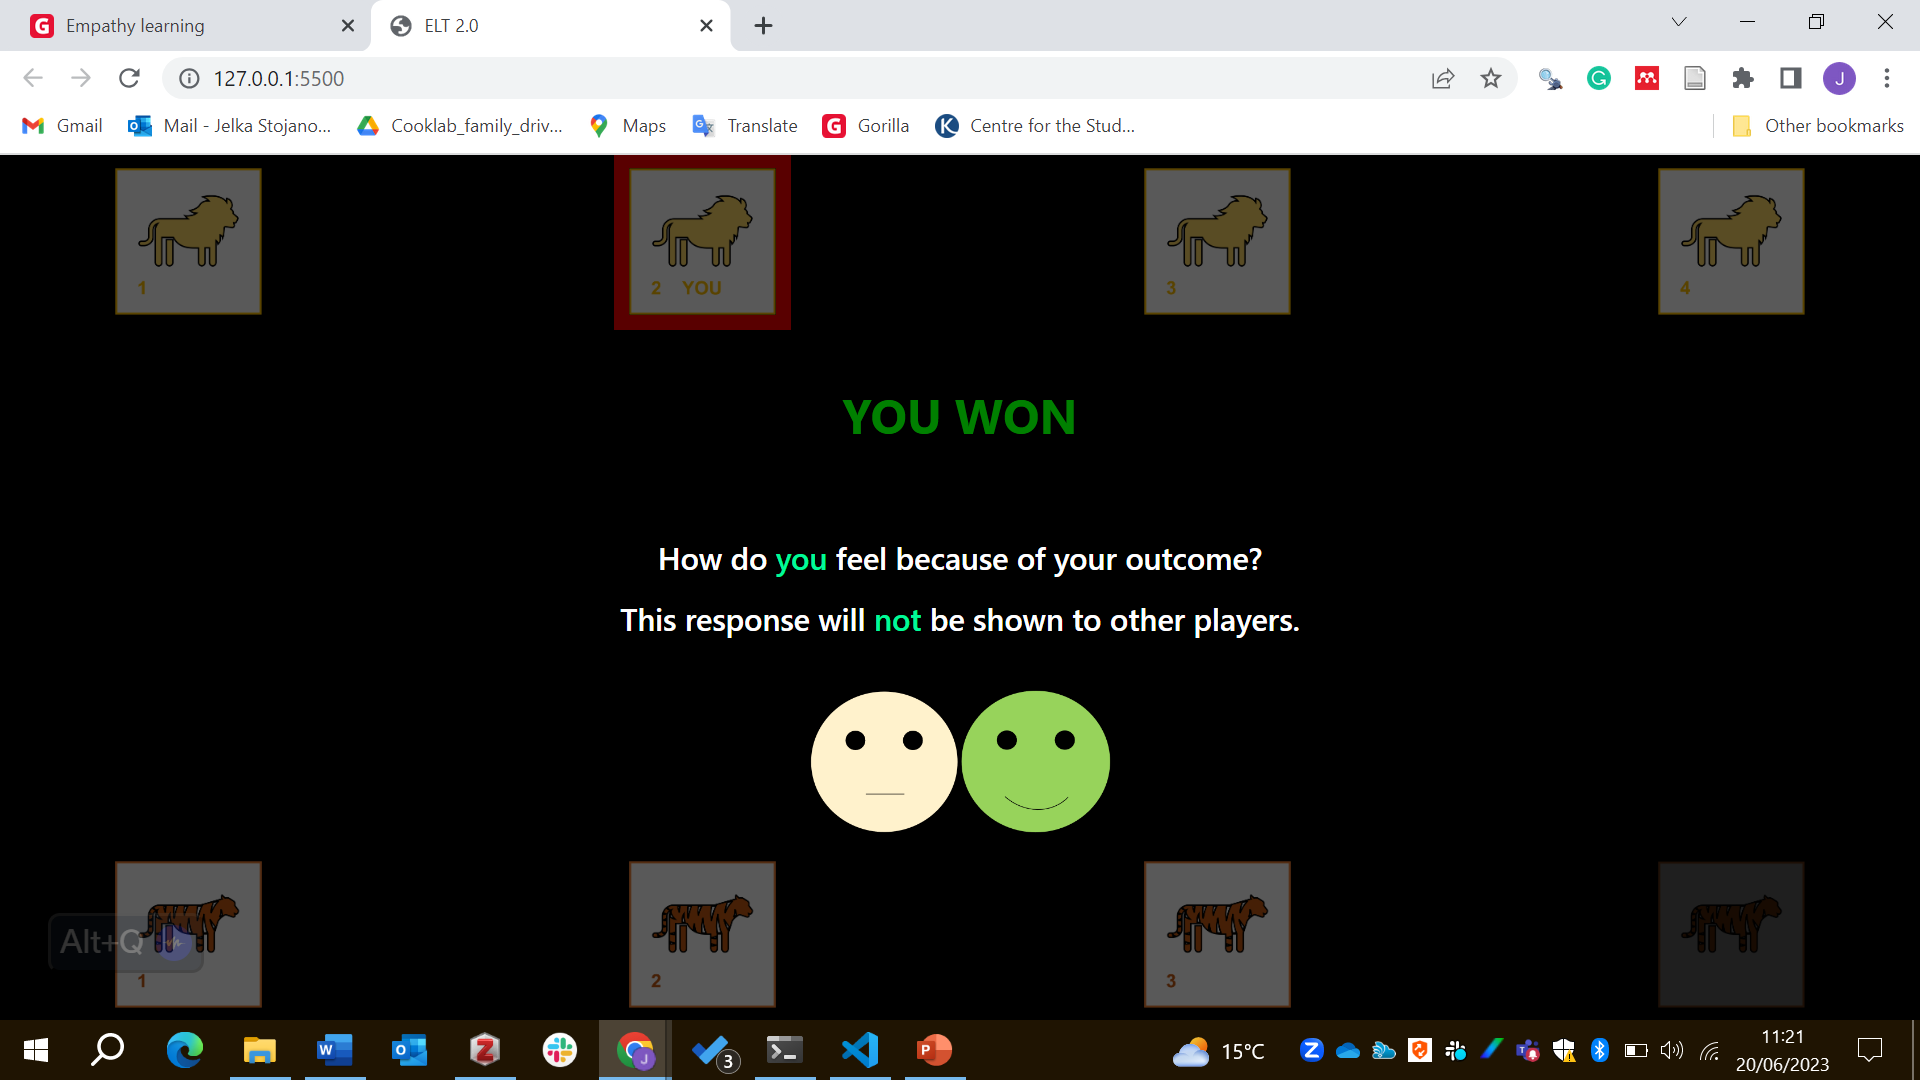 Empathy learning
ELT 2.0
127.0.0.1:5500
J
Gmail
Mail - Jelka Stojano...
Cooklab_family_driv...
Maps
Translate
Gorilla
Centre for the Stud...
Other bookmarks
1
2 YOU
3
4
YOU WON
How do you feel because of your outcome?
This response will not be shown to other players.
Alt+Q
1
2
3
3
15°C
11:21
20/06/2023